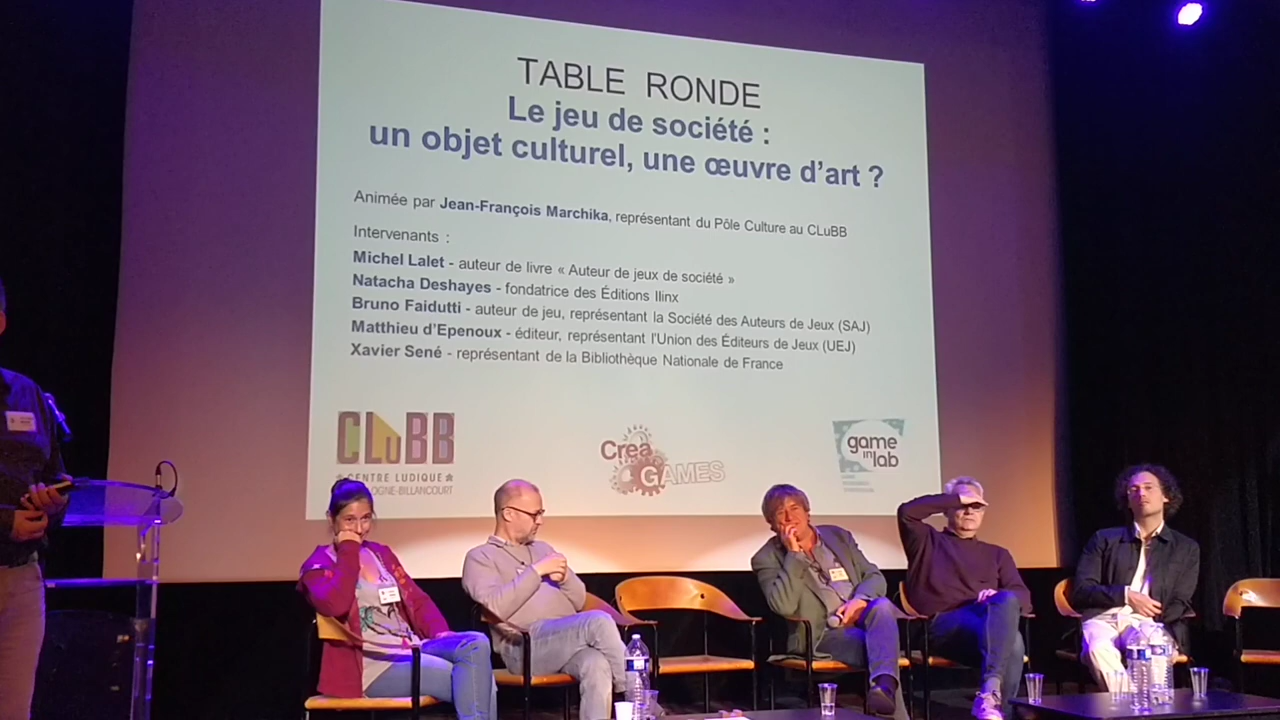 TABLE RONDE
Le jeu de société :
un objet culturel, une œuvre d'art ?
Animée par Jean-François Marchika, représentant du Pôle Culture au CLuBB
Intervenants :
Michel Lalet - auteur de livre « Auteur de jeux de société »
Natacha Deshayes - fondatrice des Éditions Ilinx
Bruno Faidutti - auteur de jeu, représentant la Société des Auteurs de Jeux (SAJ)
Matthieu d'Epenoux - éditeur, représentant l'Union des Éditeurs de Jeux (UEJ)
Xavier Sené - représentant de la Bibliothèque Nationale de France
CLuBB
CENTRE LUDIQUE
OGNE-BILLANCOURT
Crea
GAMES
game
in
lab